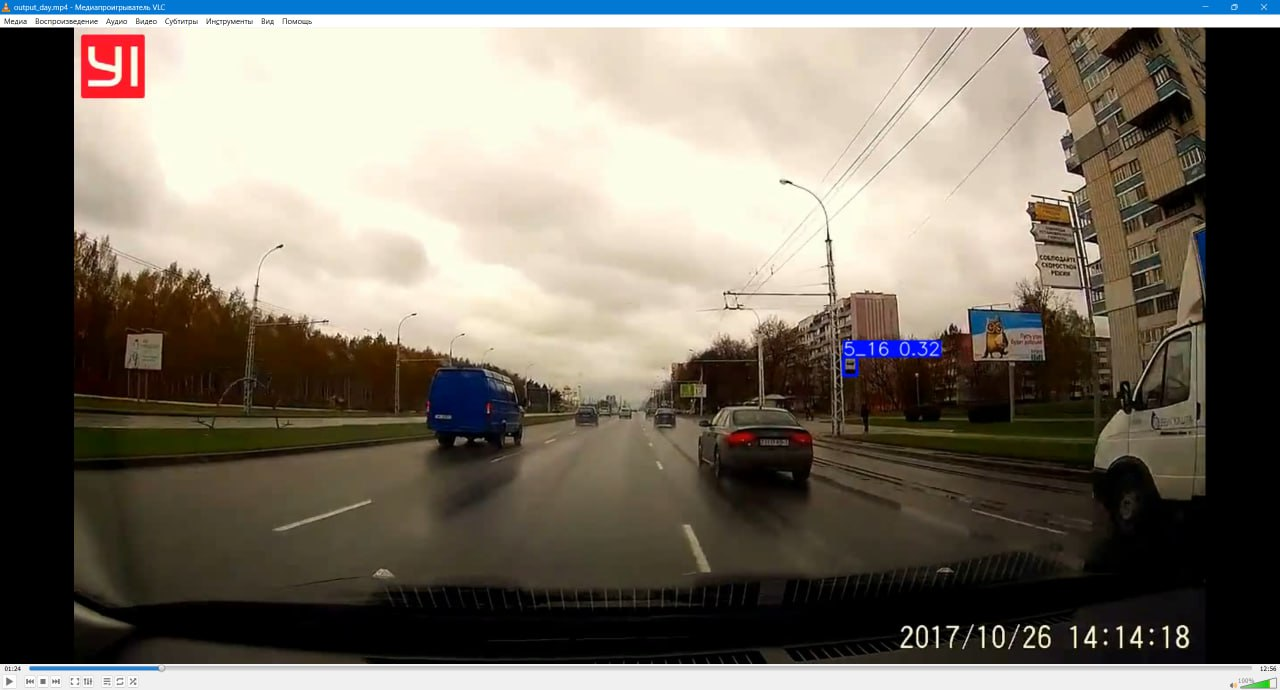 output_day.mp4 - Медиапроигрыватель VLC
Медиа Воспроизведение Аудио Видео Субтитры Инструменты Вид Помощь
YI
СОБЛЮДАЙТЕ
СКОРОСТНОЙ
РЕЖИМ
5_16 0.32
2017/10/26 14:14:18
01:24
12:56
100%